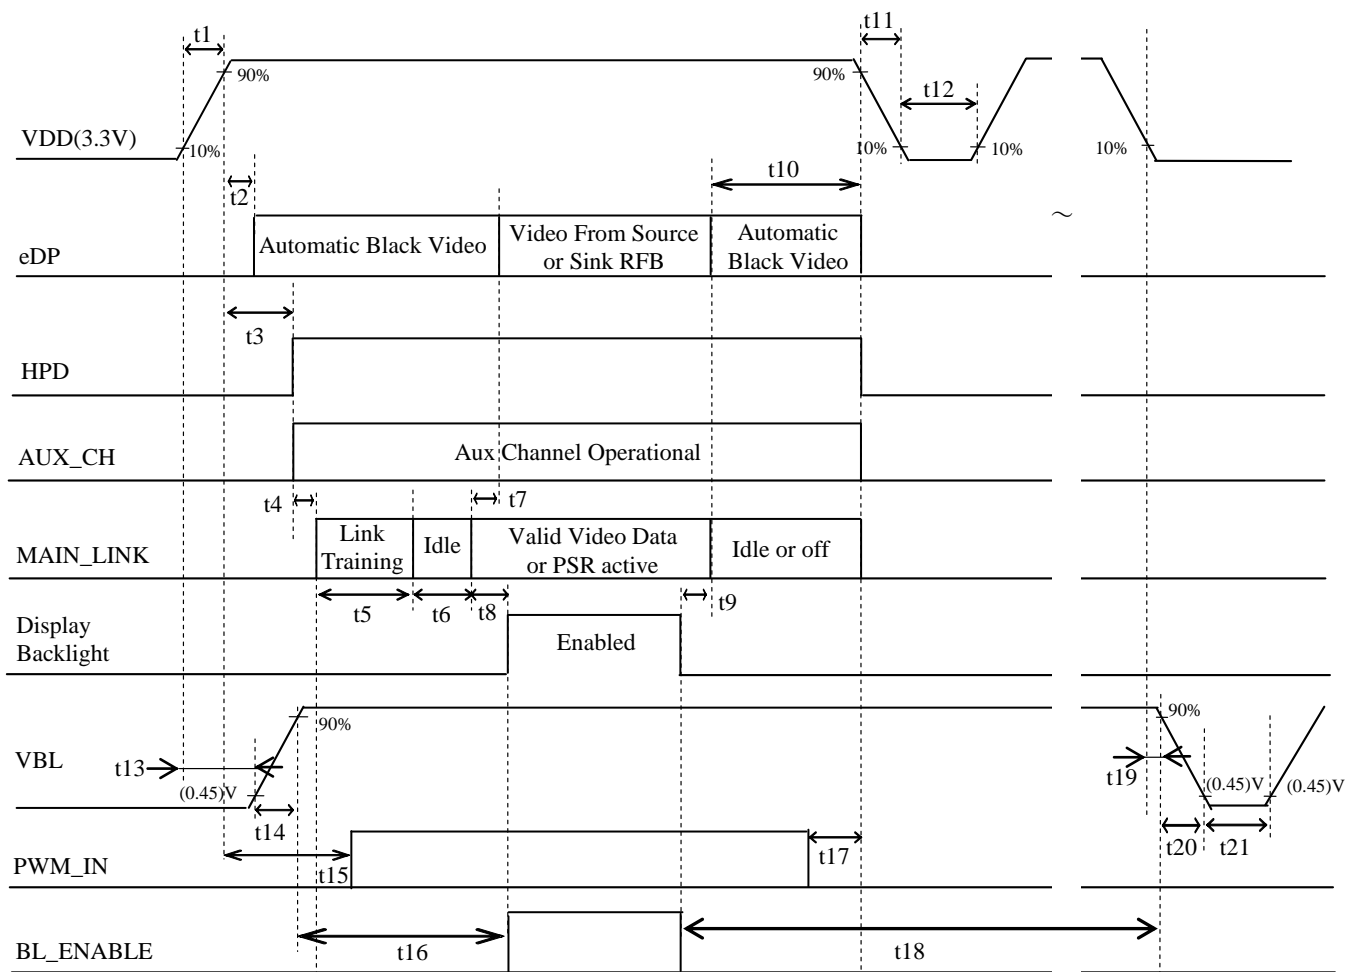 t1
t11
90%
90%
t12
VDD(3.3V)
10%
10%
10%
10%
t10
t2
~
eDP
Automatic Black Video
Video From Source
or Sink RFB
Automatic
Black Video
t3
HPD
AUX_CH
Aux Channel Operational
t4
t7
MAIN_LINK
Link
Training
Idle
Valid Video Data
or PSR active
Idle or off
t5
t6
t8
t9
Display
Backlight
Enabled
90%
90%
VBL
t13
t19
(0.45)V
(0.45)V
(0.45)V
t14
t20
t21
t17
t15
PWM_IN
t16
t18
BL_ENABLE